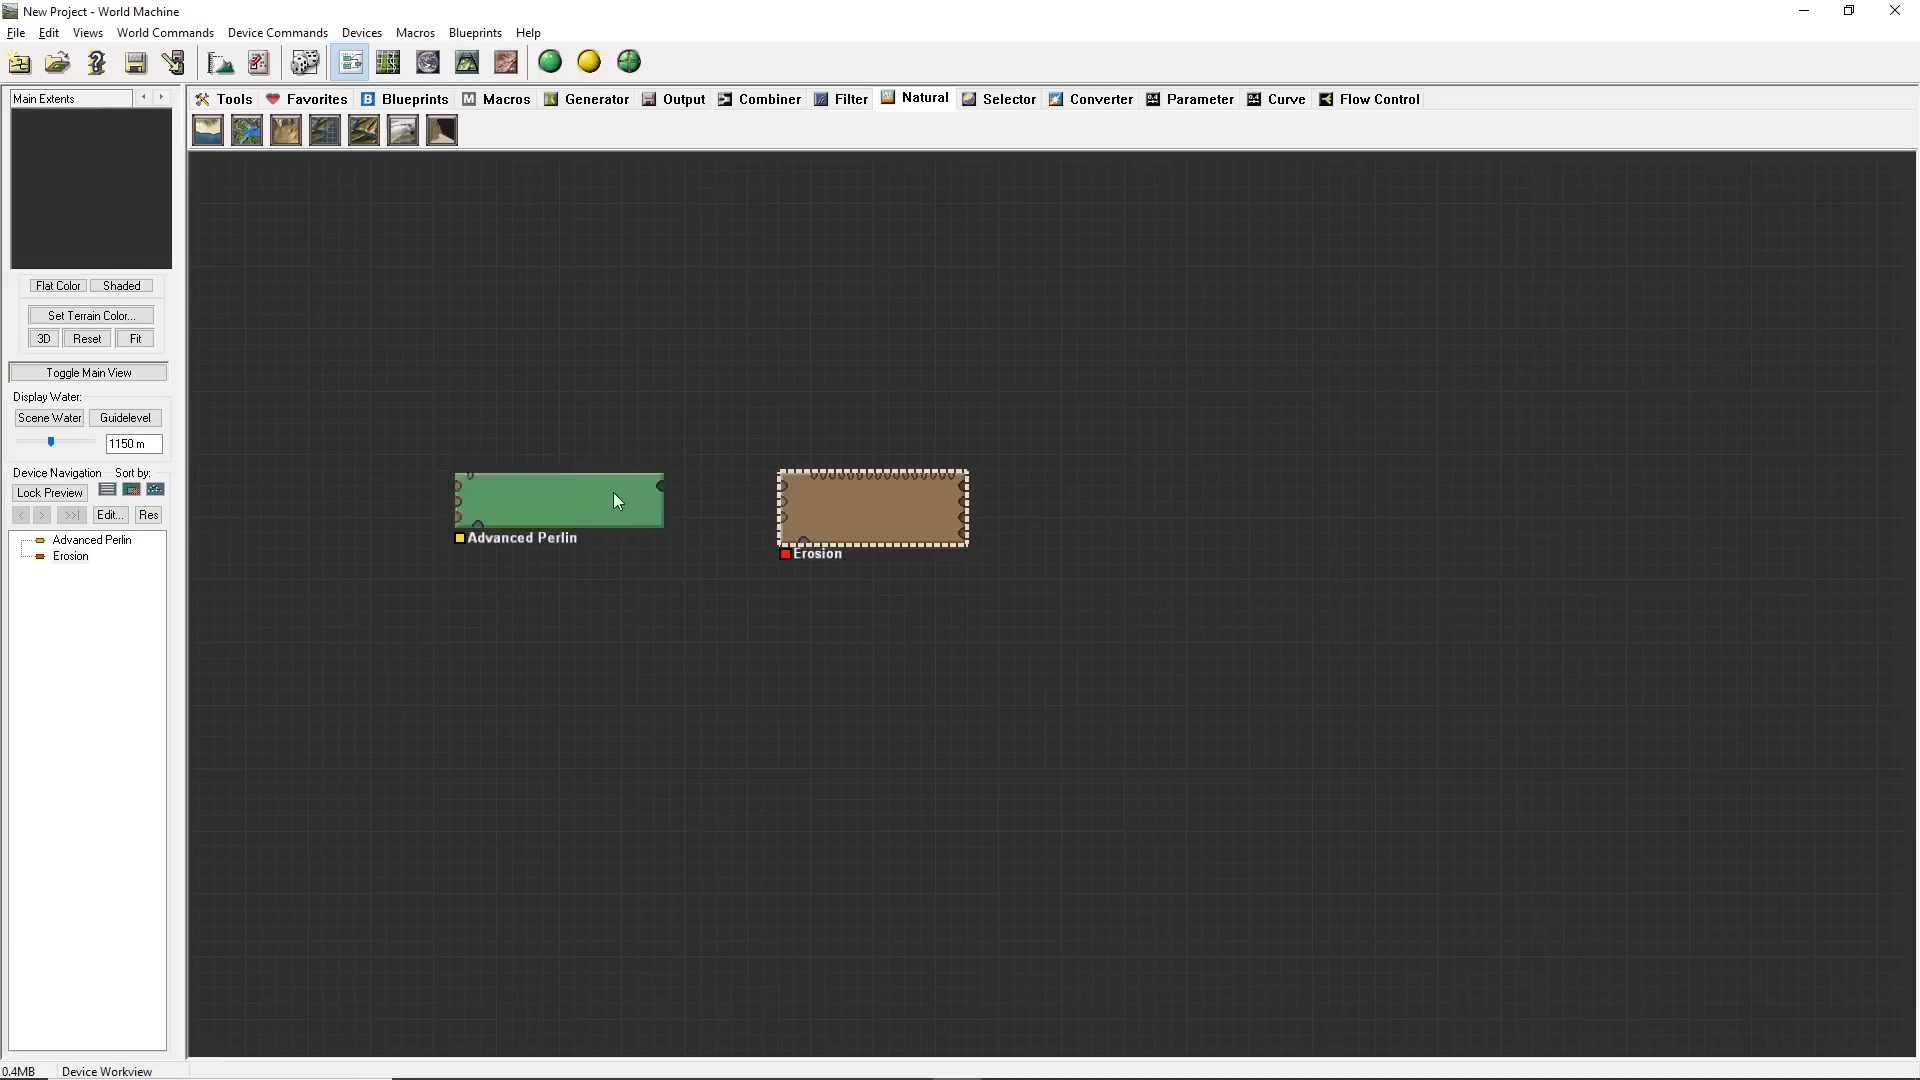 New Project - World Machine
File Edit Views World Commands Device Commands Devices Macros Blueprints Help
Main Extents
Tools Favorites B Blueprints M Macros Generator Output Combiner Filter Natural Selector Converter Parameter Curve Flow Control
Flat Color Shaded
Set Terrain Color...
3D Reset Fit
Toggle Main View
Display Water:
Scene Water Guidelevel
1150 m
Device Navigation Sort by:
Lock Preview
< > >>| Edit... Res
Advanced Perlin
Erosion
Advanced Perlin
Erosion
0.4MB Device Workview